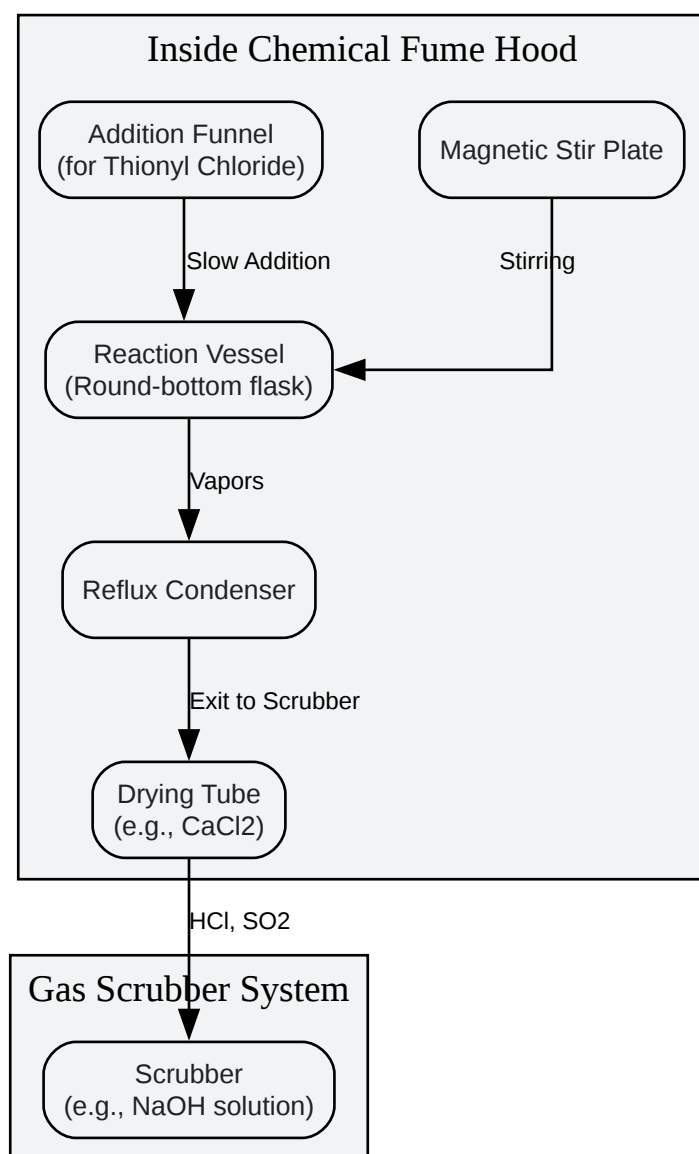 Inside Chemical Fume Hood
Addition Funnel
(for Thionyl Chloride)
Magnetic Stir Plate
Slow Addition
Stirring
Reaction Vessel
(Round-bottom flask)
Vapors
Reflux Condenser
Exit to Scrubber
Drying Tube
(e.g., CaCl2)
HCl, SO2
Gas Scrubber System
Scrubber
(e.g., NaOH solution)